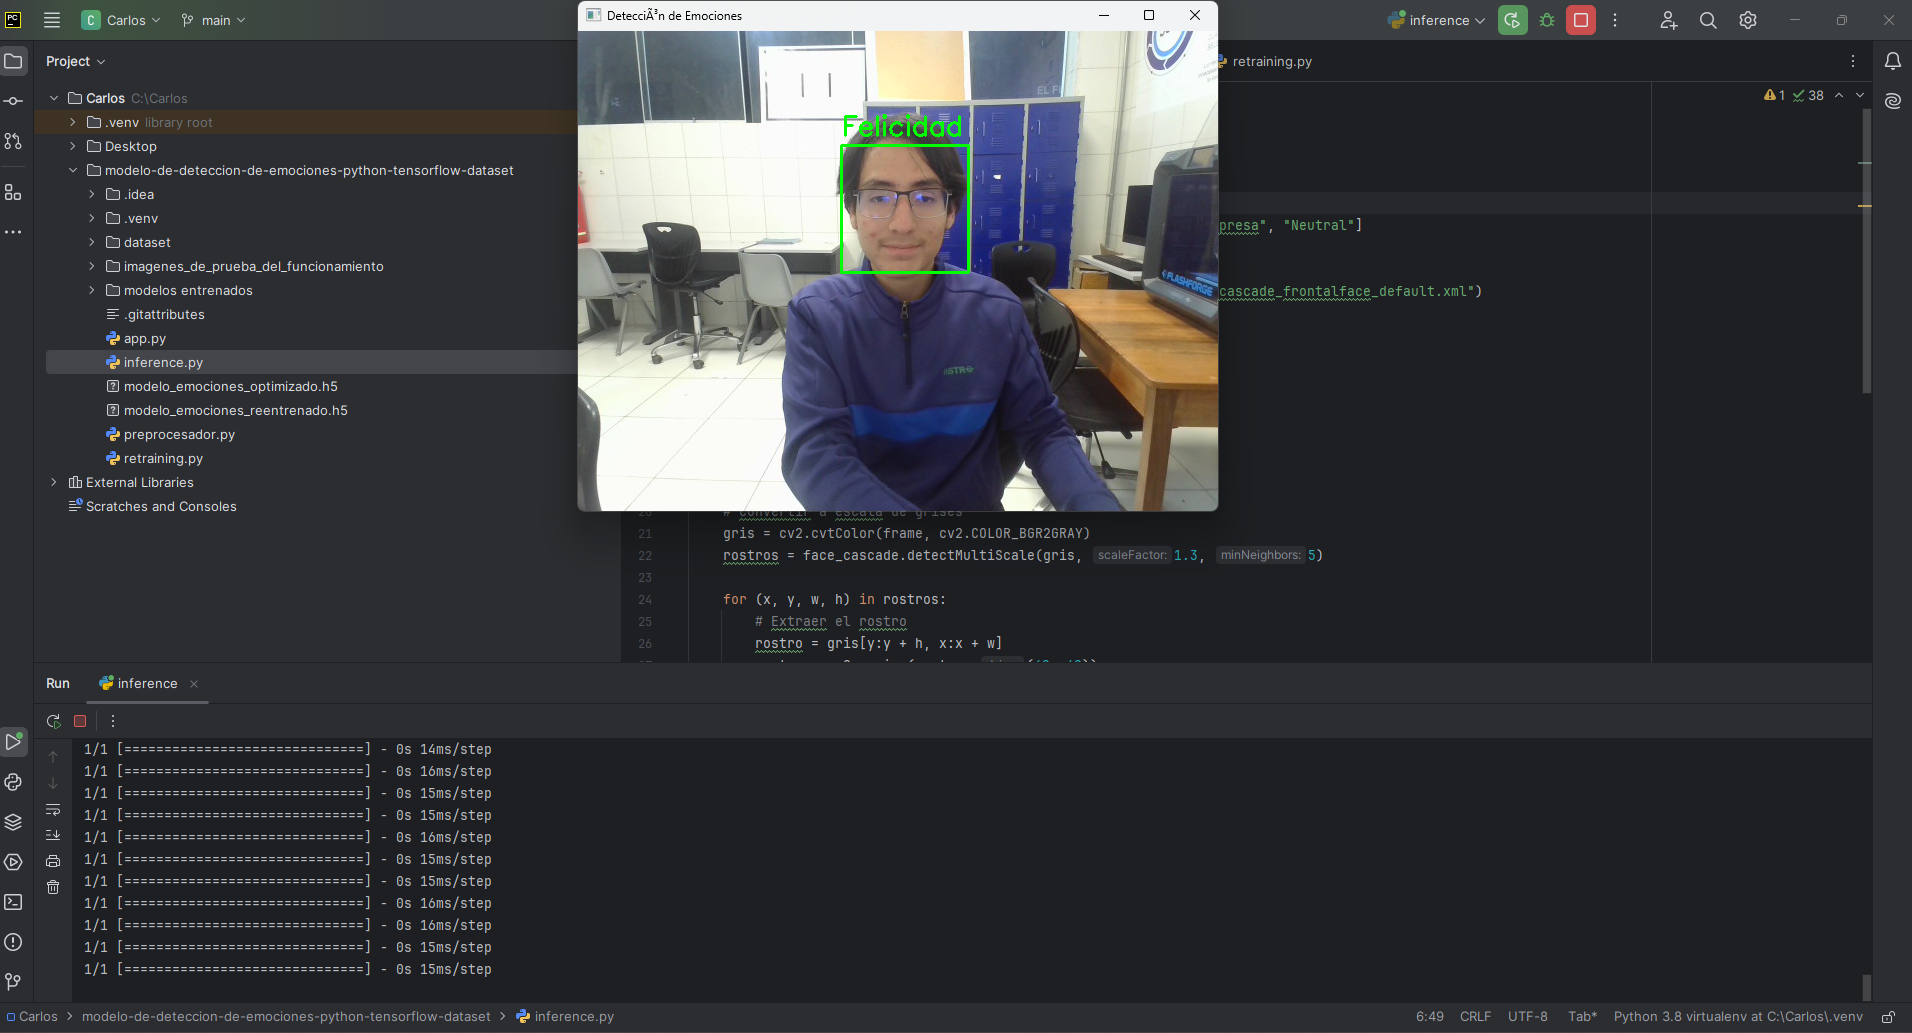 PC
C Carlos
main
DetecciÃ³n de Emociones
inference
Project
Carlos C:\Carlos
.venv library root
Desktop
modelo-de-deteccion-de-emociones-python-tensorflow-dataset
.idea
.venv
dataset
imagenes_de_prueba_del_funcionamiento
modelos entrenados
.gitattributes
app.py
inference.py
modelo_emociones_optimizado.h5
modelo_emociones_reentrenado.h5
preprocesador.py
retraining.py
External Libraries
Scratches and Consoles
EL F
Felicidad
FLASHFORGE
retraining.py
1 38
presa", "Neutral"]
cascade_frontalface_default.xml")
20 # Convertir a escala de grises
21 gris = cv2.cvtColor(frame, cv2.COLOR_BGR2GRAY)
22 rostros = face_cascade.detectMultiScale(gris, scaleFactor: 1.3, minNeighbors: 5)
23
24 for (x, y, w, h) in rostros:
25 # Extraer el rostro
26 rostro = gris[y:y + h, x:x + w]
Run inference
1/1 [==============================] - 0s 14ms/step
1/1 [==============================] - 0s 16ms/step
1/1 [==============================] - 0s 15ms/step
1/1 [==============================] - 0s 15ms/step
1/1 [==============================] - 0s 16ms/step
1/1 [==============================] - 0s 15ms/step
1/1 [==============================] - 0s 15ms/step
1/1 [==============================] - 0s 16ms/step
1/1 [==============================] - 0s 16ms/step
1/1 [==============================] - 0s 15ms/step
1/1 [==============================] - 0s 15ms/step
Carlos > modelo-de-deteccion-de-emociones-python-tensorflow-dataset > inference.py
6:49 CRLF UTF-8 Tab* Python 3.8 virtualenv at C:\Carlos\.venv